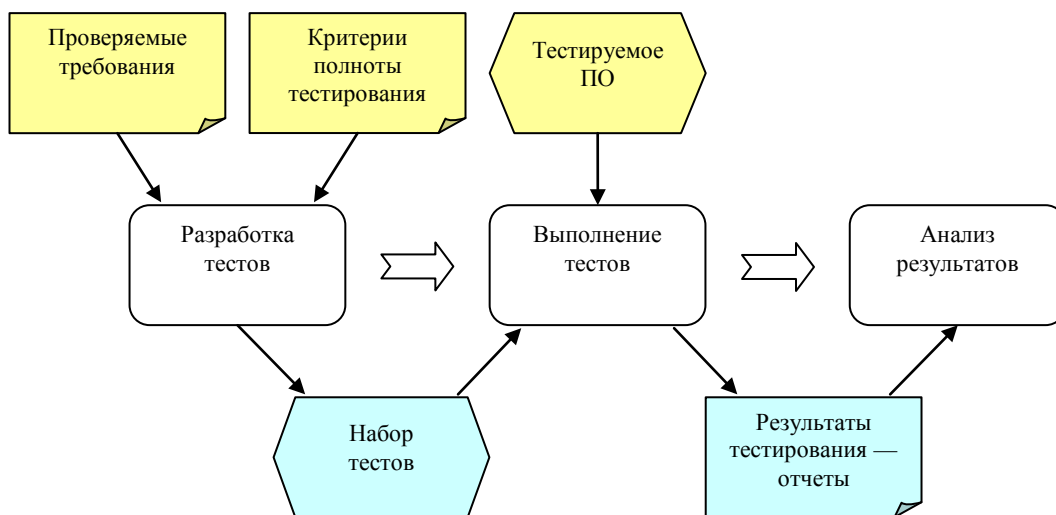 Проверяемые
требования
Критерии
полноты
тестирования
Тестируемое
ПО
Разработка
тестов
Выполнение
тестов
Анализ
результатов
Набор
тестов
Результаты
тестирования —
отчеты